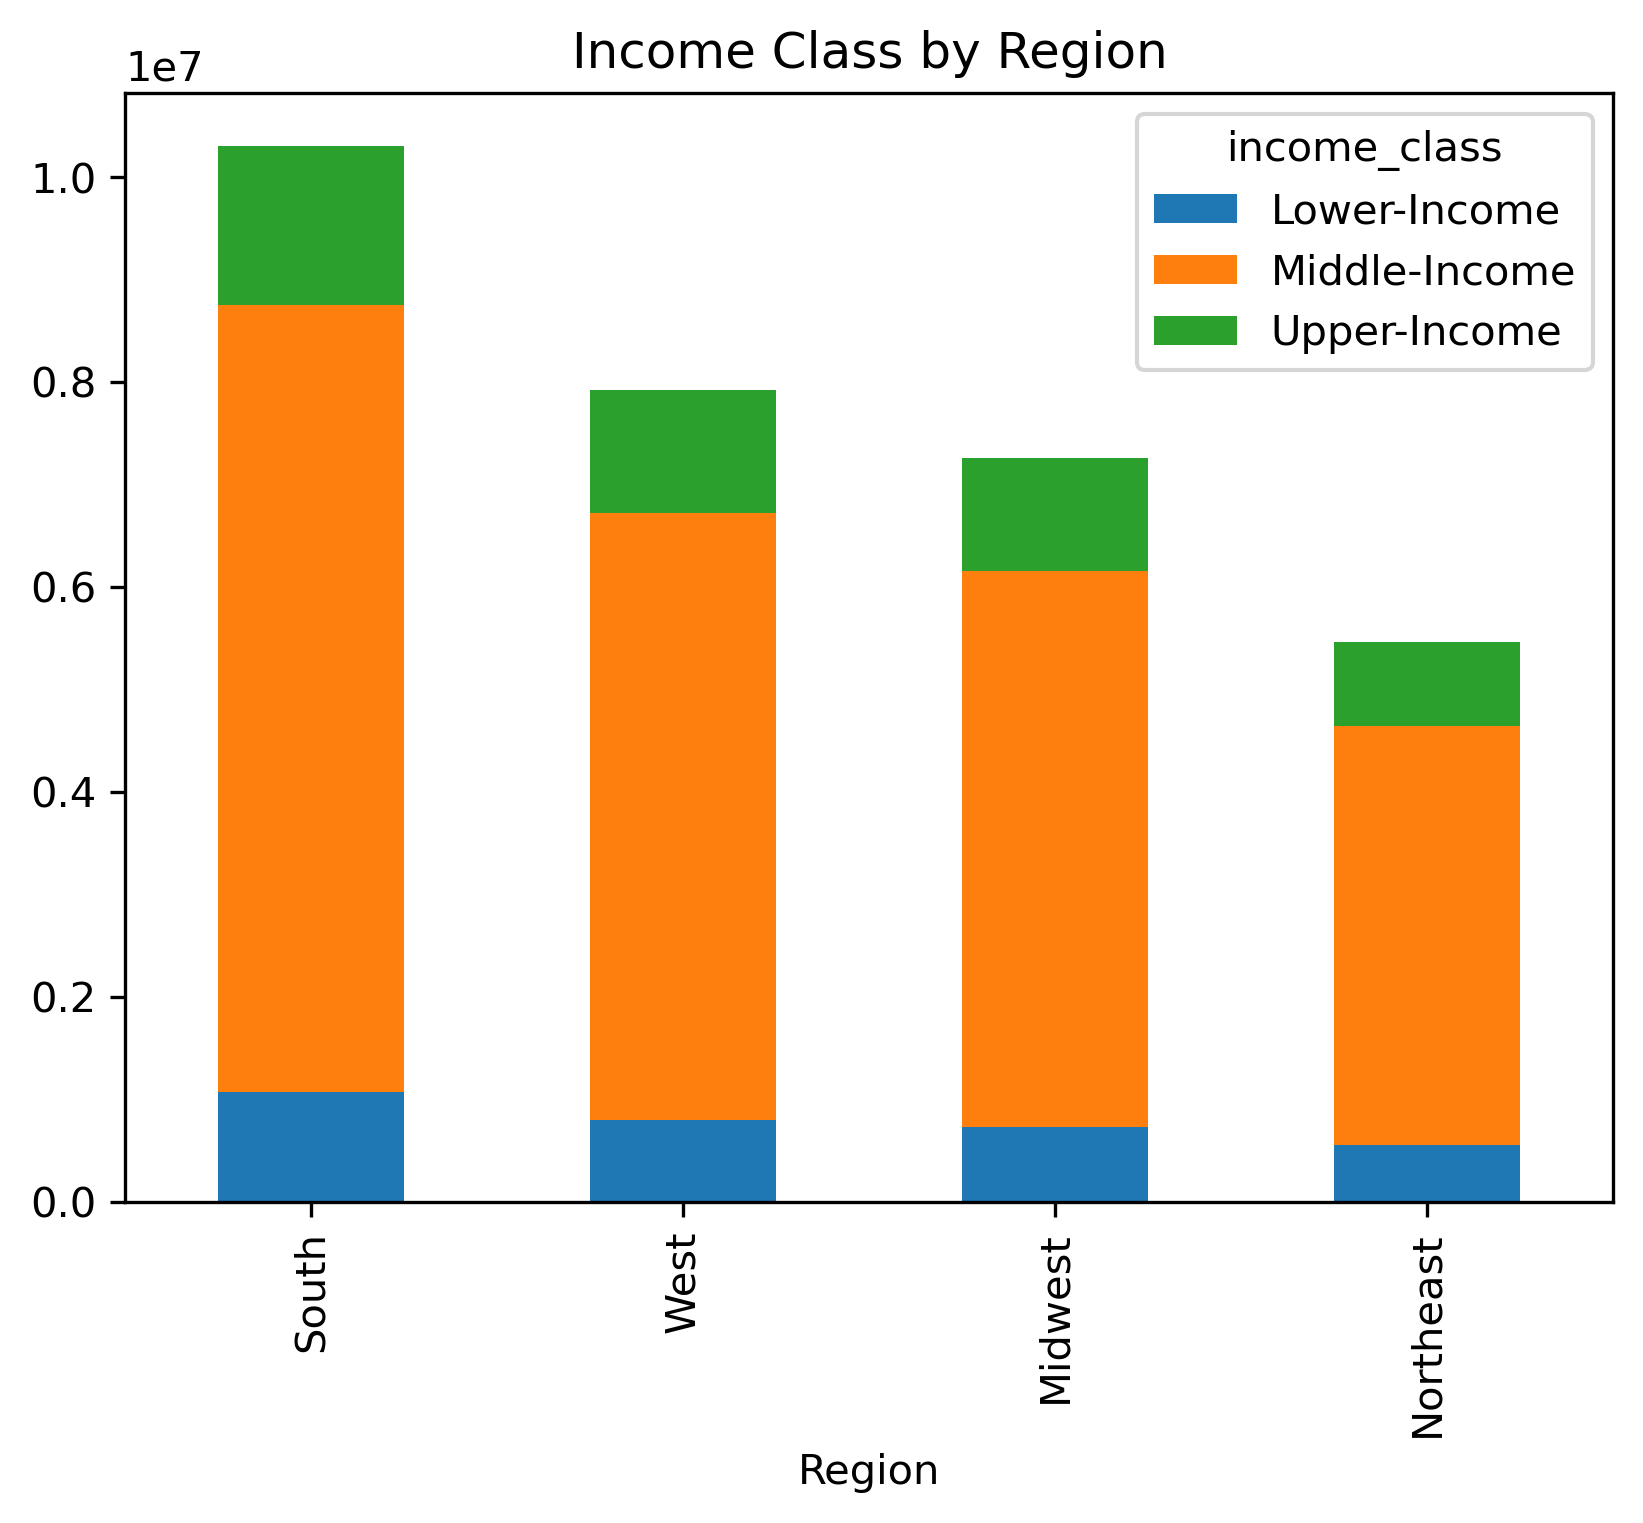 Income Class by Region
1e7
1.0
0.8
0.6
0.4
0.2
0.0
income_class
Lower-Income
Middle-Income
Upper-Income
South
West
Midwest
Northeast
Region